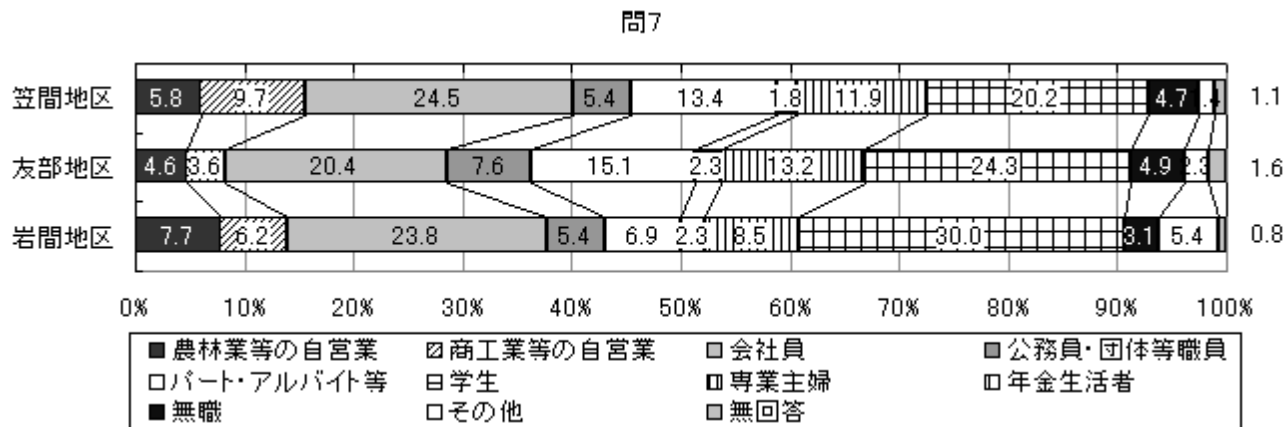 問7
笠間地区 5.8 9.7 24.5 5.4 13.4 1.8 11.9 20.2 4.7 1.1
友部地区 4.6 3.6 20.4 7.6 15.1 2.3 13.2 24.3 4.9 2.3 1.6
岩間地区 7.7 6.2 23.8 5.4 6.9 2.3 8.5 30.0 3.1 5.4 0.8
0% 10% 20% 30% 40% 50% 60% 70% 80% 90% 100%
農林業等の自営業 商工業等の自営業 会社員 公務員・団体等職員
パート・アルバイト等 学生 専業主婦 年金生活者
無職 その他 無回答